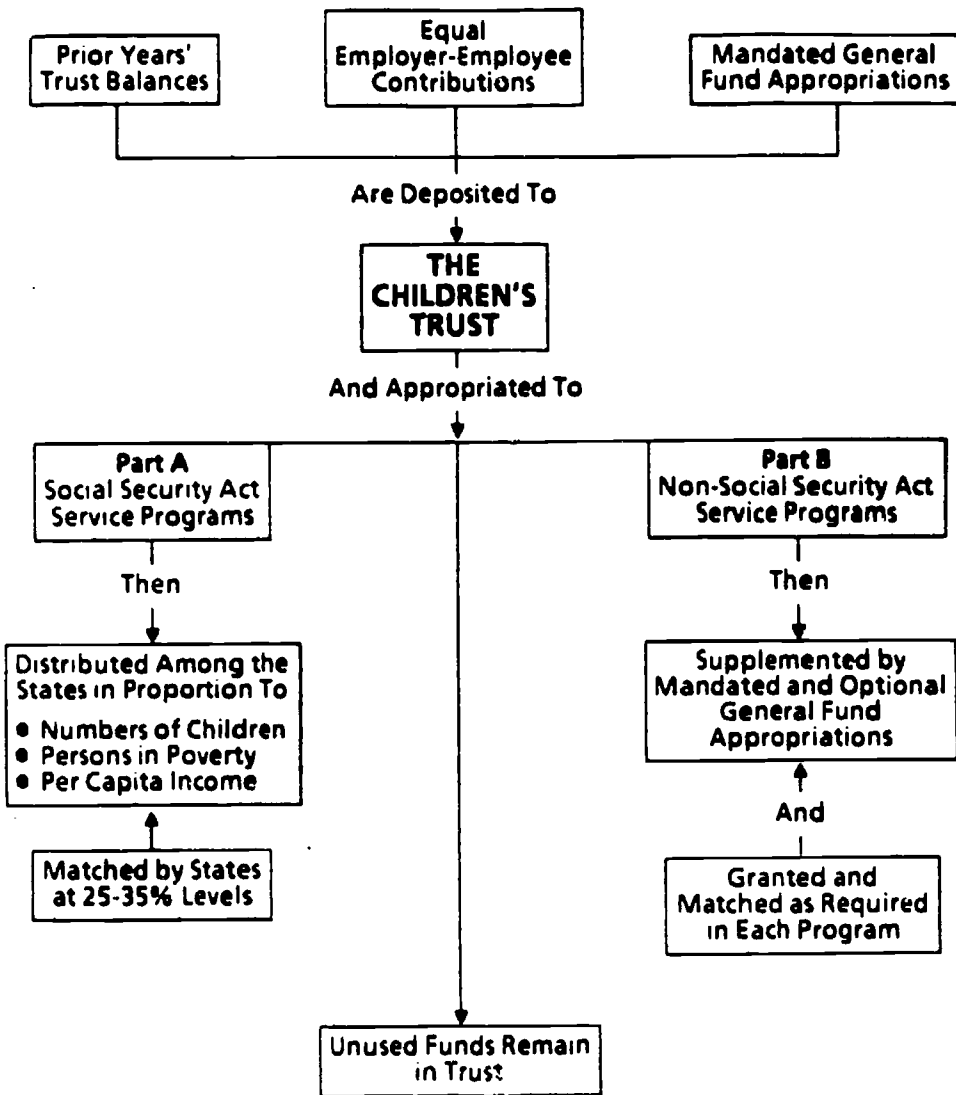 Prior Years'
Trust Balances
Equal
Employer-Employee
Contributions
Mandated General
Fund Appropriations
Are Deposited To
THE
CHILDREN'S
TRUST
And Appropriated To
Part A
Social Security Act
Service Programs
Part B
Non-Social Security Act
Service Programs
Then
Then
Distributed Among the
States in Proportion To
● Numbers of Children
● Persons in Poverty
● Per Capita Income
Supplemented by
Mandated and Optional
General Fund
Appropriations
And
Matched by States
at 25-35% Levels
Granted and
Matched as Required
in Each Program
Unused Funds Remain
in Trust